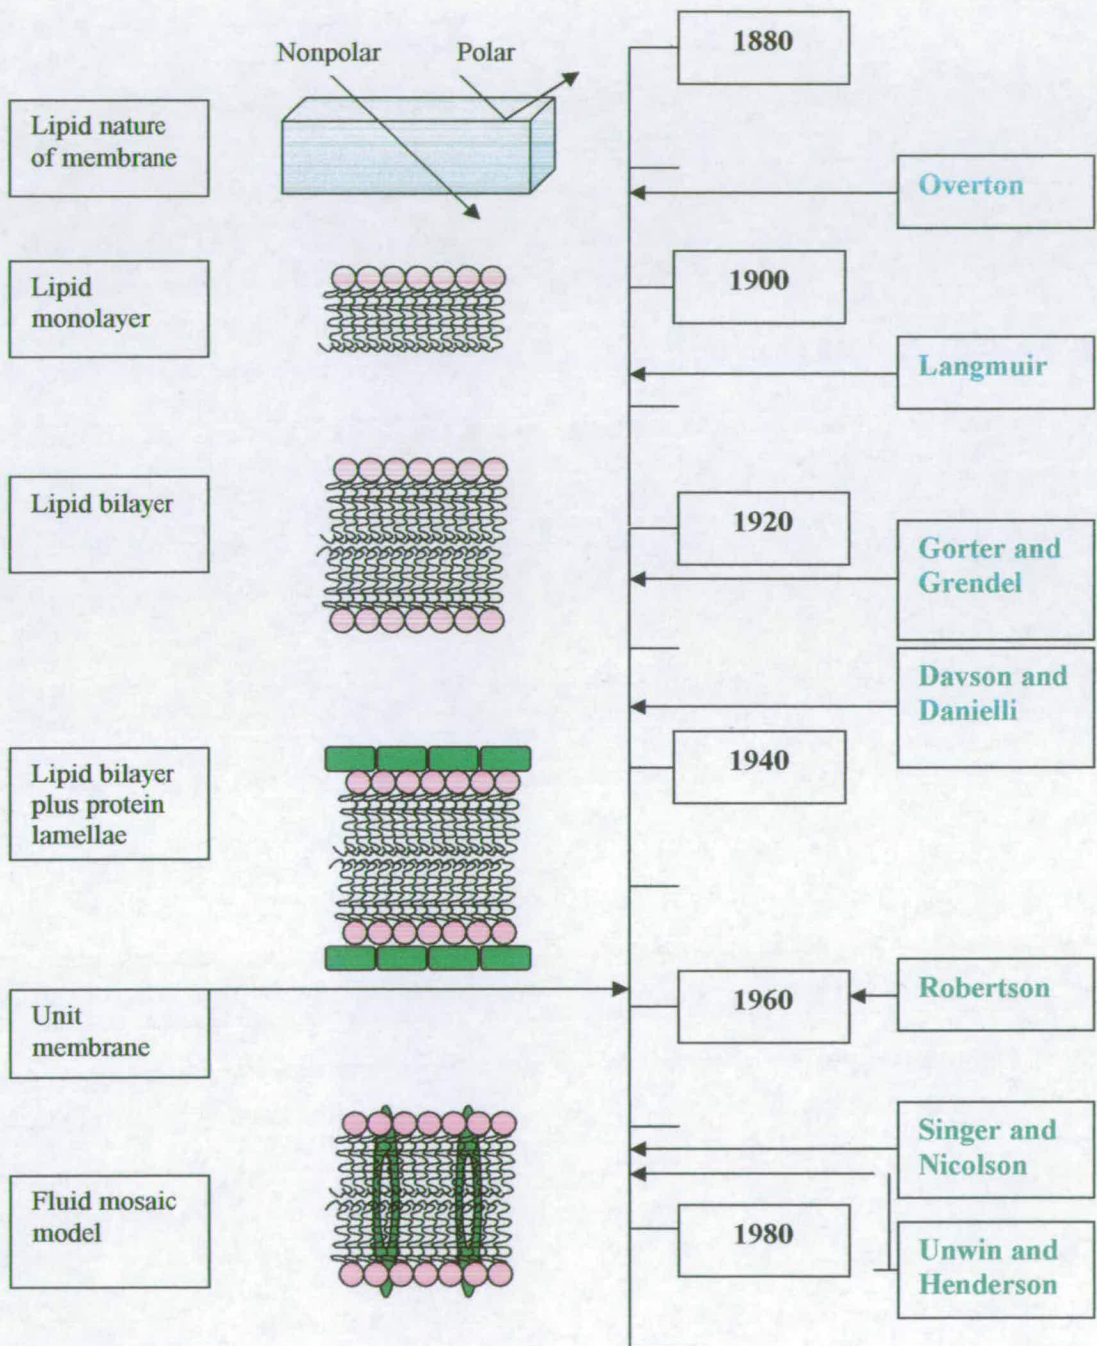 Nonpolar
Polar
1880
Lipid nature
of membrane
Overton
Lipid
monolayer
1900
Langmuir
Lipid bilayer
1920
Gorter and
Grendel
Davson and
Danielli
Lipid bilayer
plus protein
lamellae
1940
Unit
membrane
1960
Robertson
Singer and
Nicolson
Fluid mosaic
model
1980
Unwin and
Henderson